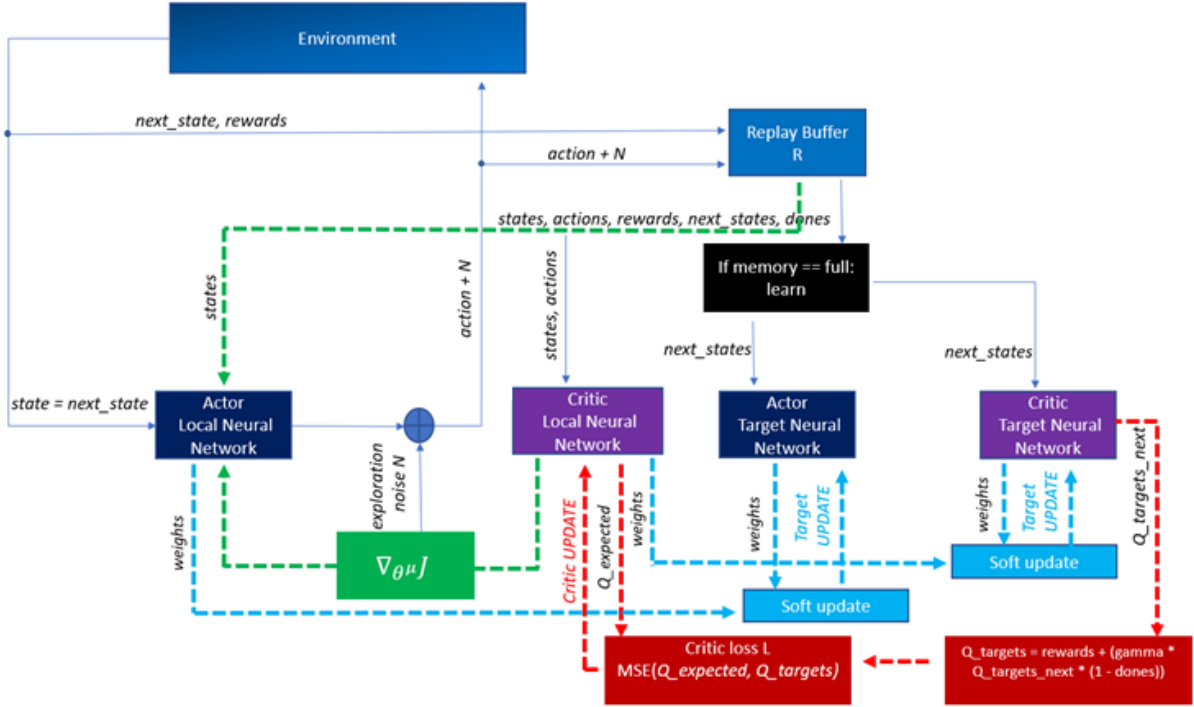 Environment
next_state, rewards
Replay Buffer
R
action + N
states, actions, rewards, next_states, dones
If memory == full:
learn
states
action + N
states, actions
next_states
next_states
state = next_state
Actor
Local Neural
Network
Critic
Local Neural
Network
Actor
Target Neural
Network
Critic
Target Neural
Network
exploration
noise N
weights
Critic UPDATE
Q_expected
weights
weights
Target
UPDATE
weights
Target
UPDATE
Q_targets_next
∇θμJ
Soft update
Soft update
Critic loss L
MSE(Q_expected, Q_targets)
Q_targets = rewards + (gamma *
Q_targets_next * (1 - dones))